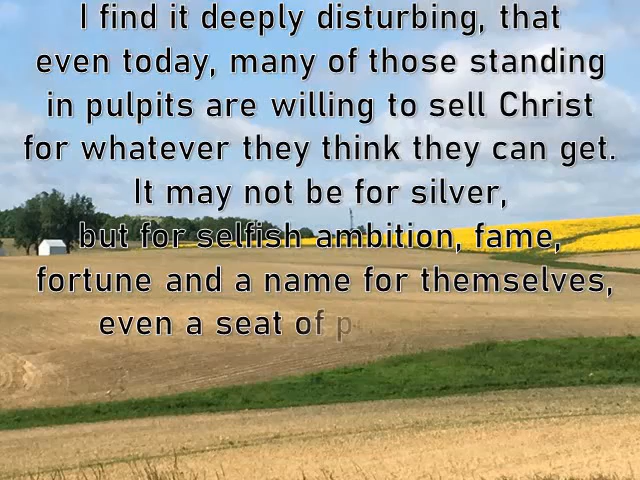 I find it deeply disturbing, that
even today, many of those standing
in pulpits are willing to sell Christ
for whatever they think they can get.
It may not be for silver,
but for selfish ambition, fame,
fortune and a name for themselves,
even a seat of p